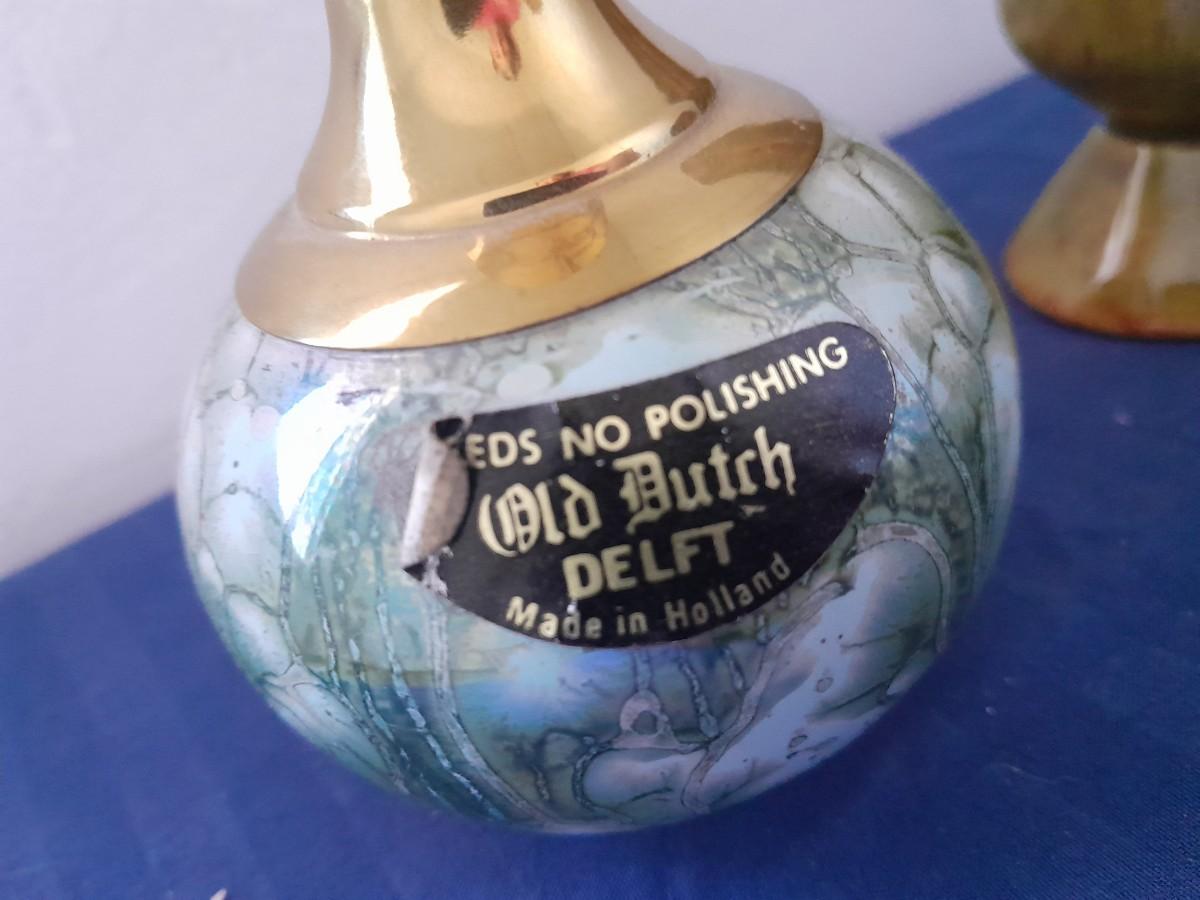 EDS NO POLISHING
Old Dutch
DELFT
Made in Holland